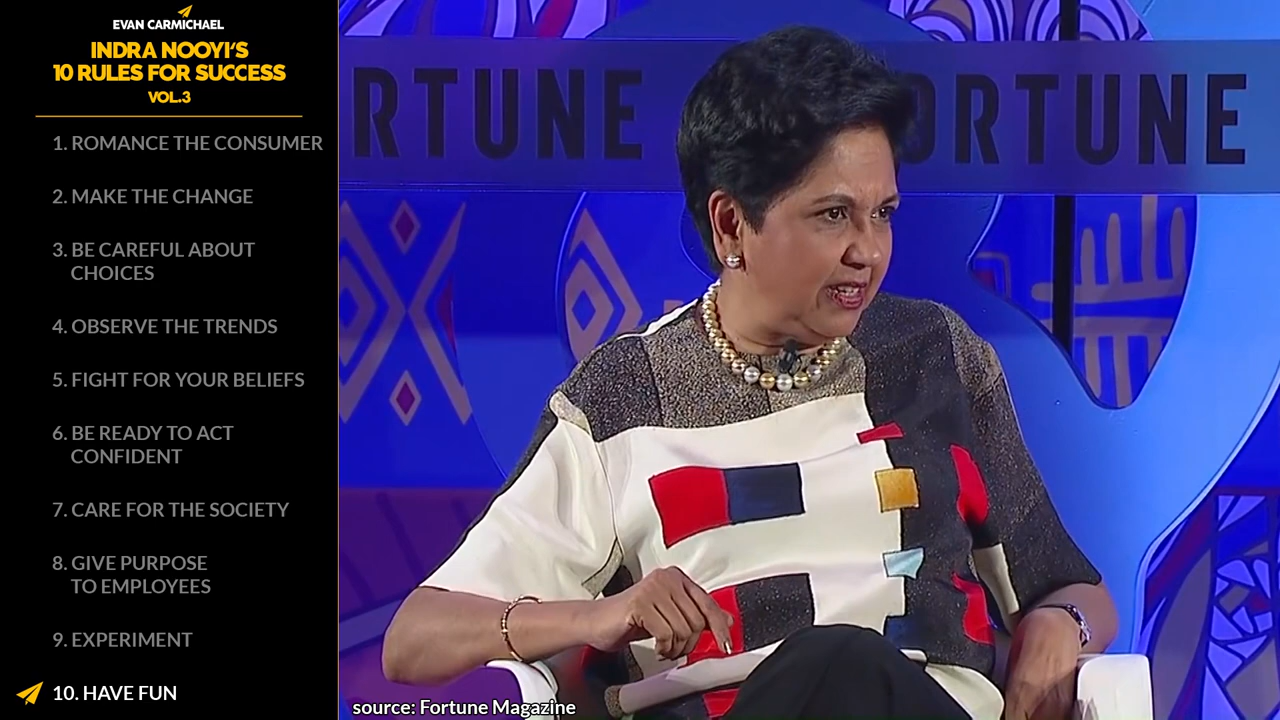 EVAN CARMICHAEL
INDRA NOOYI'S
10 RULES FOR SUCCESS
VOL.3
1. ROMANCE THE CONSUMER
2. MAKE THE CHANGE
3. BE CAREFUL ABOUT
CHOICES
4. OBSERVE THE TRENDS
5. FIGHT FOR YOUR BELIEFS
6. BE READY TO ACT
CONFIDENT
7. CARE FOR THE SOCIETY
8. GIVE PURPOSE
TO EMPLOYEES
9. EXPERIMENT
10. HAVE FUN
RTUNE ORTUNE
source: Fortune Magazine